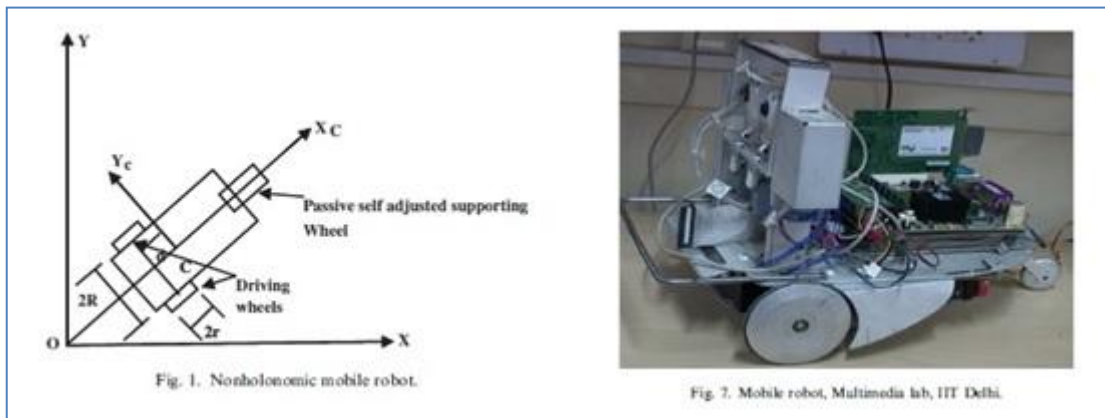 Y
X C
Y c
Passive self adjusted supporting
Wheel
C
Driving
wheels
2R
2r
O
X
Fig. 1. Nonholonomic mobile robot.
Fig. 7. Mobile robot, Multimedia lab, IIT Delhi.